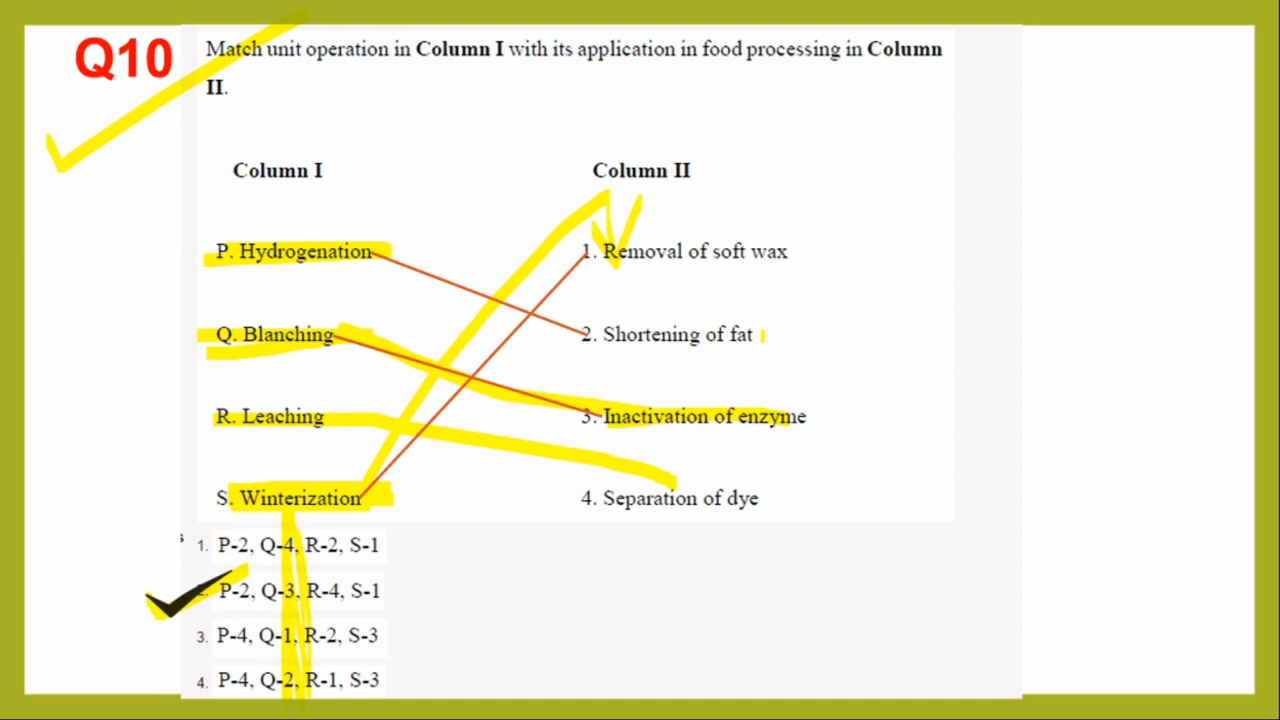 Q10
Match unit operation in Column I with its application in food processing in Column
II.
Column I
Column II
P. Hydrogenation
1. Removal of soft wax
Q. Blanching
2. Shortening of fat
R. Leaching
3. Inactivation of enzyme
S. Winterization
4. Separation of dye
s
1. P-2, Q-4, R-2, S-1
2. P-2, Q-3, R-4, S-1
3. P-4, Q-1, R-2, S-3
4. P-4, Q-2, R-1, S-3